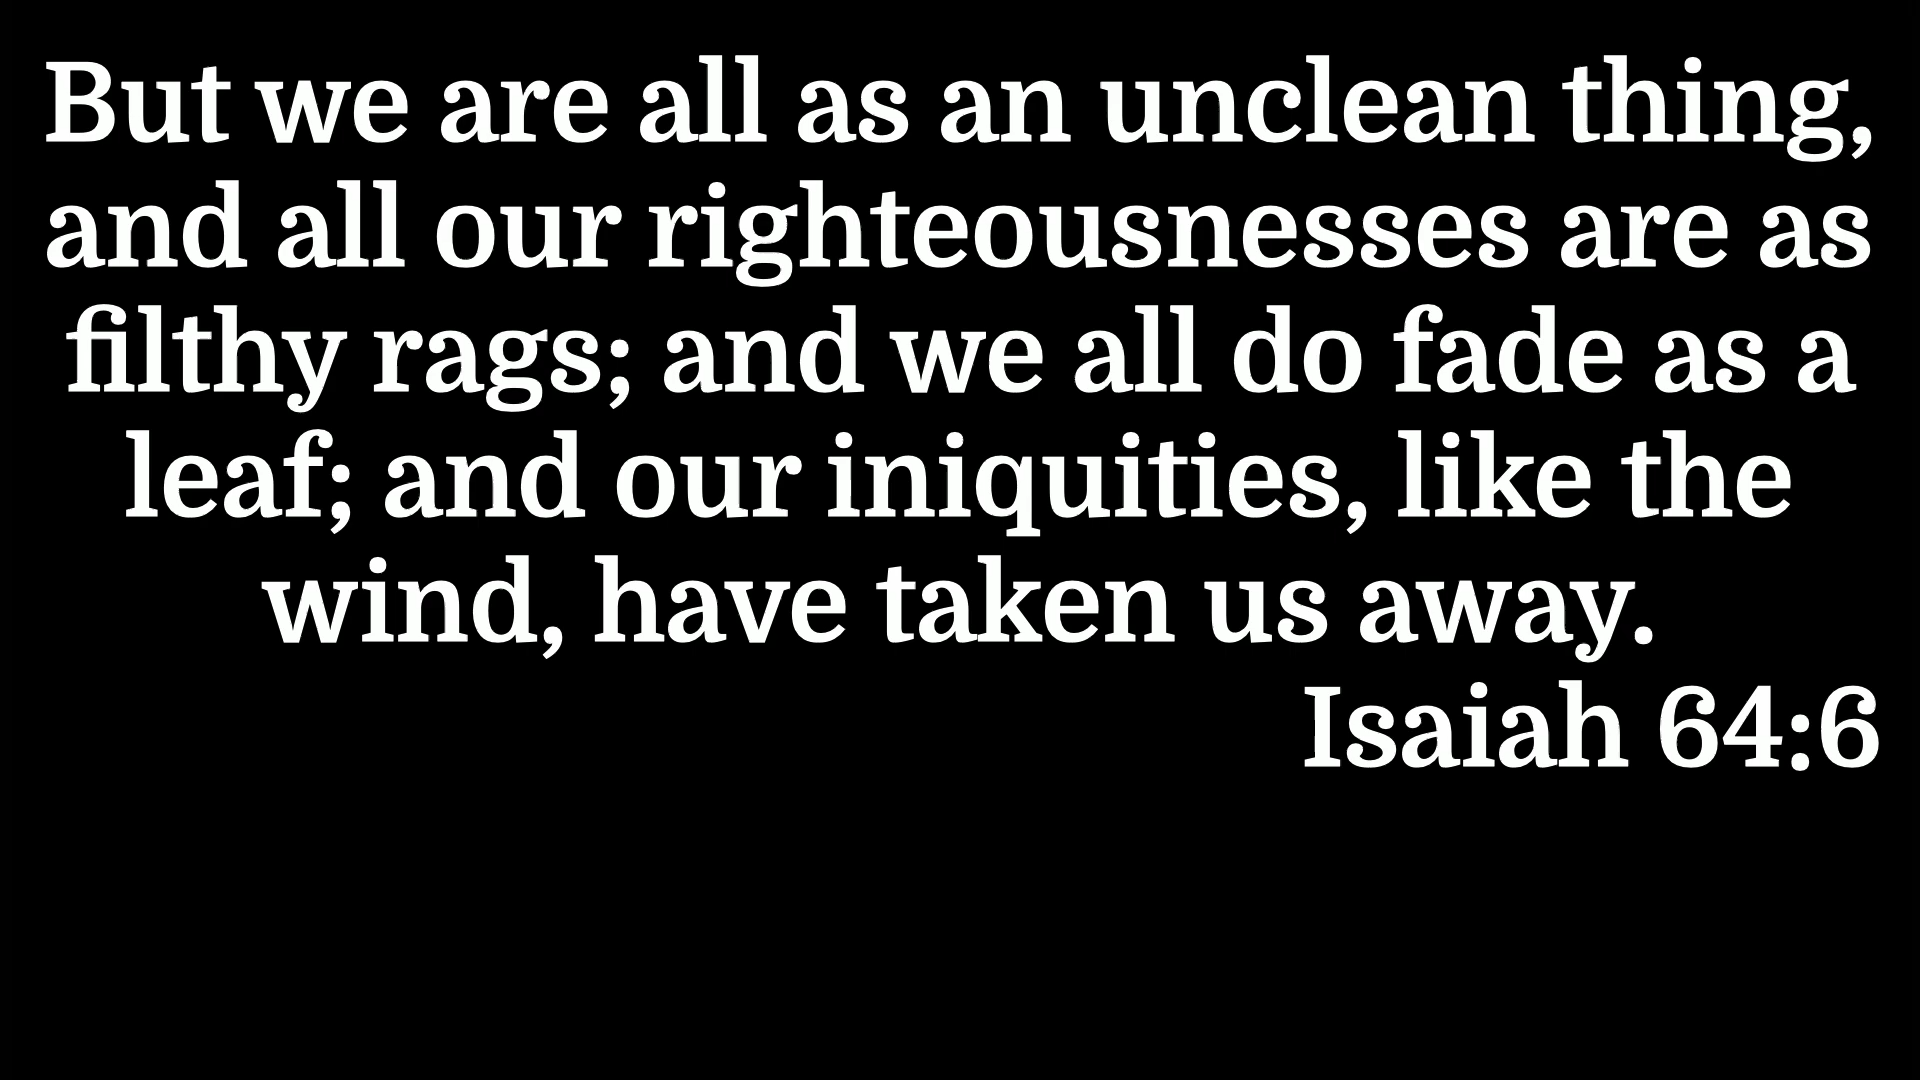 But we are all as an unclean thing,
and all our righteousnesses are as
filthy rags; and we all do fade as a
leaf; and our iniquities, like the
wind, have taken us away.
Isaiah 64:6